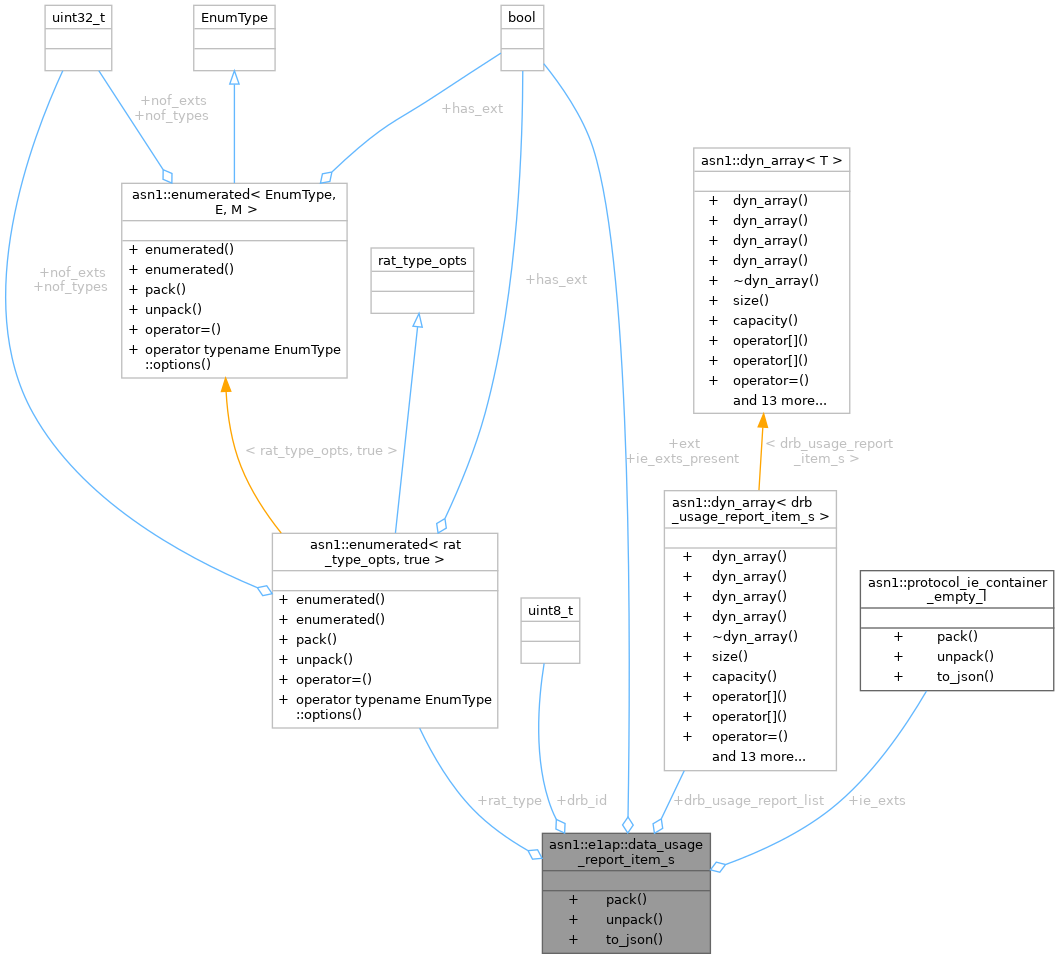 uint32_t
EnumType
bool
+nof_exts
+nof_types
+has_ext
asn1::dyn_array< T >
+ dyn_array()
+ dyn_array()
+ dyn_array()
+ dyn_array()
+ ~dyn_array()
+ size()
+ capacity()
+ operator[]()
+ operator[]()
+ operator=()
and 13 more...
asn1::enumerated< EnumType,
E, M >
+ enumerated()
+ enumerated()
+ pack()
+ unpack()
+ operator=()
+ operator typename EnumType
::options()
rat_type_opts
+nof_exts
+nof_types
+has_ext
< rat_type_opts, true >
+ext
+ie_exts_present
< drb_usage_report
_item_s >
asn1::dyn_array< drb
_usage_report_item_s >
+ dyn_array()
+ dyn_array()
+ dyn_array()
+ dyn_array()
+ ~dyn_array()
+ size()
+ capacity()
+ operator[]()
+ operator[]()
+ operator=()
and 13 more...
asn1::enumerated< rat
_type_opts, true >
+ enumerated()
+ enumerated()
+ pack()
+ unpack()
+ operator=()
+ operator typename EnumType
::options()
uint8_t
asn1::protocol_ie_container
_empty_l
+ pack()
+ unpack()
+ to_json()
+rat_type
+drb_id
+drb_usage_report_list
+ie_exts
asn1::e1ap::data_usage
_report_item_s
+ pack()
+ unpack()
+ to_json()